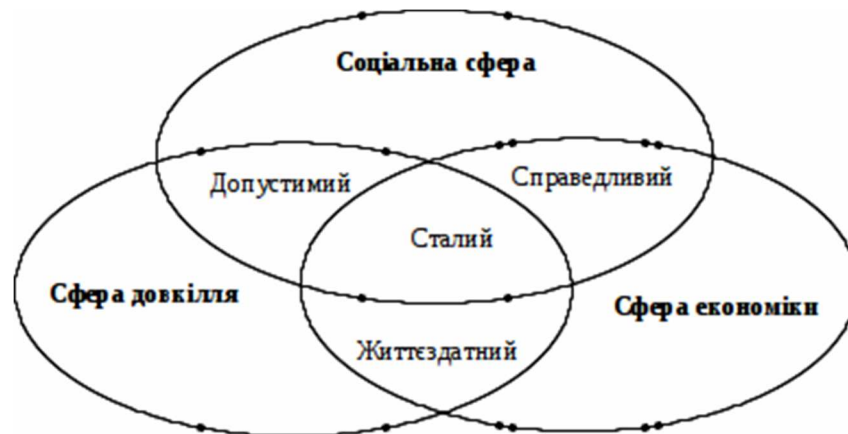 Соціальна сфера
Допустимий
Справедливий
Сталий
Сфера довкілля
Сфера економіки
Життєздатний